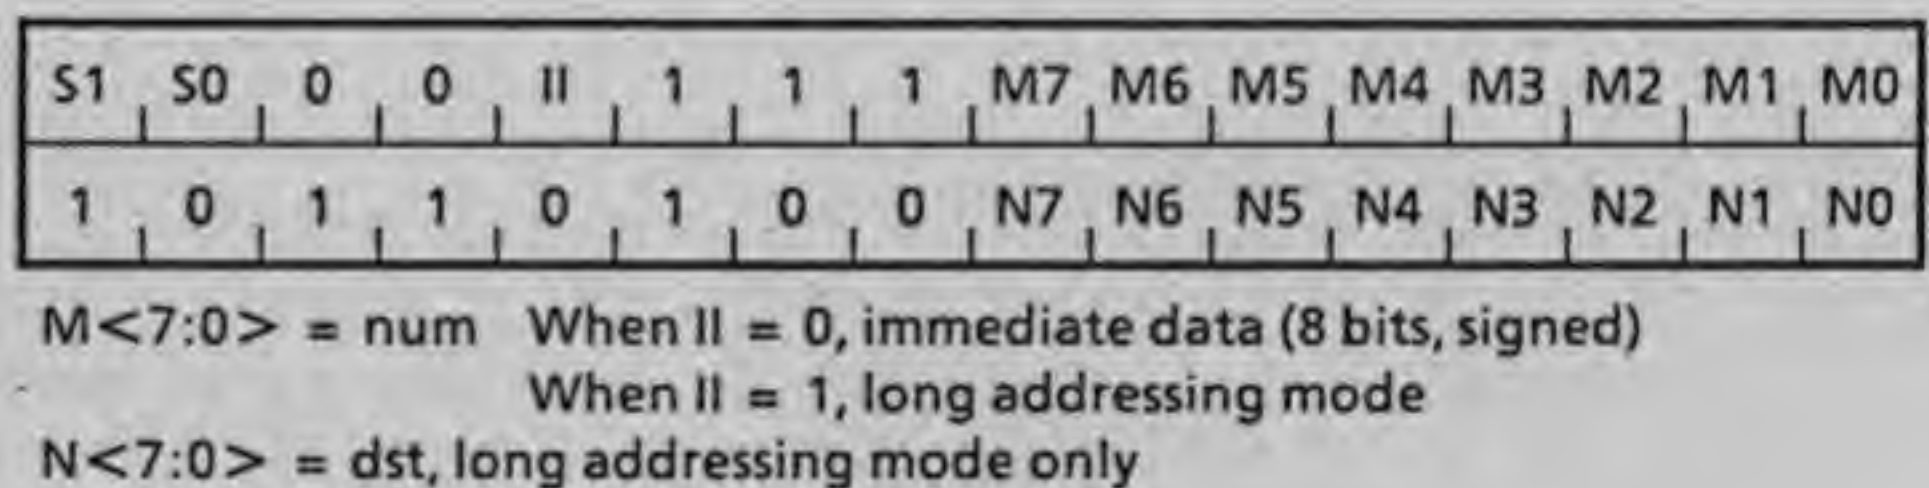 S1 S0 0 0 II 1 1 1 M7 M6 M5 M4 M3 M2 M1 M0
1 0 1 1 0 1 0 0 N7 N6 N5 N4 N3 N2 N1 N0
M<7:0> = num When II = 0, immediate data (8 bits, signed)
When II = 1, long addressing mode
N<7:0> = dst, long addressing mode only